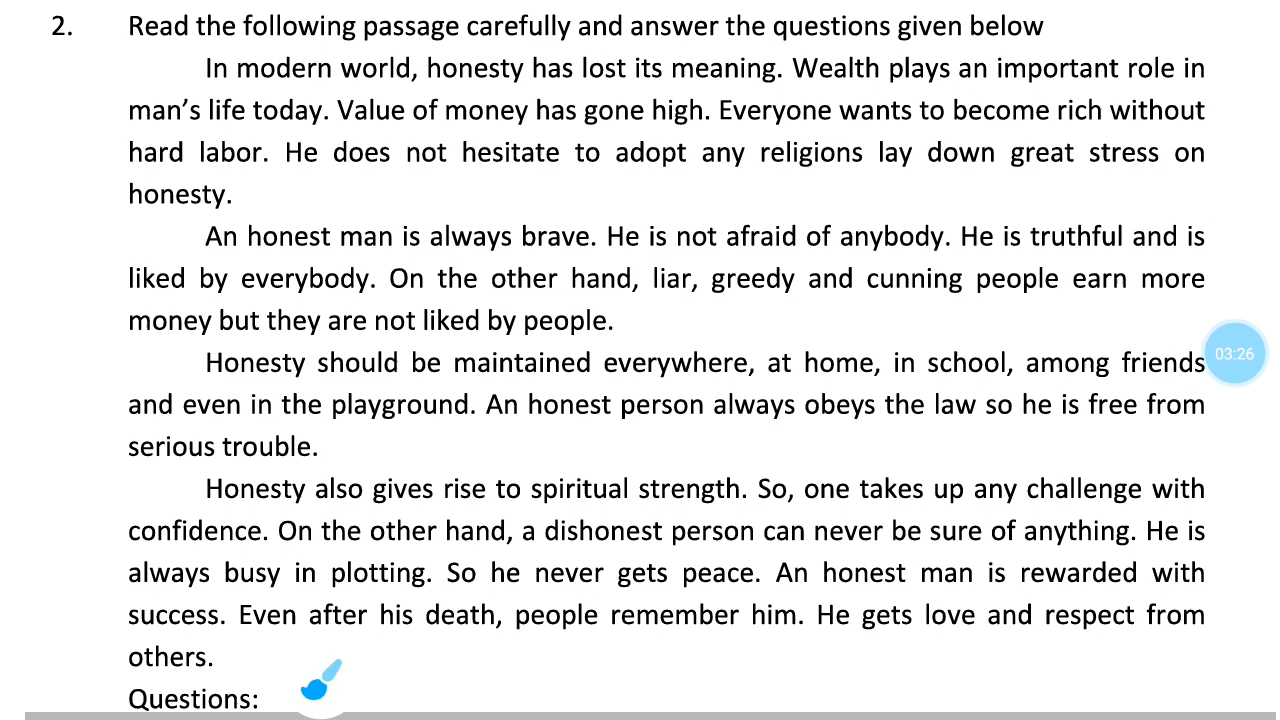 2. Read the following passage carefully and answer the questions given below
In modern world, honesty has lost its meaning. Wealth plays an important role in
man’s life today. Value of money has gone high. Everyone wants to become rich without
hard labor. He does not hesitate to adopt any religions lay down great stress on
honesty.
An honest man is always brave. He is not afraid of anybody. He is truthful and is
liked by everybody. On the other hand, liar, greedy and cunning people earn more
money but they are not liked by people.
Honesty should be maintained everywhere, at home, in school, among friends
03:26
and even in the playground. An honest person always obeys the law so he is free from
serious trouble.
Honesty also gives rise to spiritual strength. So, one takes up any challenge with
confidence. On the other hand, a dishonest person can never be sure of anything. He is
always busy in plotting. So he never gets peace. An honest man is rewarded with
success. Even after his death, people remember him. He gets love and respect from
others.
Questions: